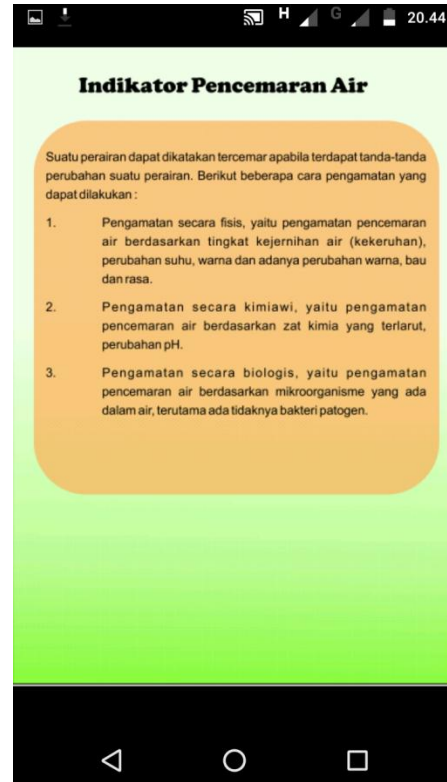 H G 20.44
Indikator Pencemaran Air
Suatu perairan dapat dikatakan tercemar apabila terdapat tanda-tanda
perubahan suatu perairan. Berikut beberapa cara pengamatan yang
dapat dilakukan :
1. Pengamatan secara fisis, yaitu pengamatan pencemaran
air berdasarkan tingkat kejernihan air (kekeruhan),
perubahan suhu, warna dan adanya perubahan warna, bau
dan rasa.
2. Pengamatan secara kimiawi, yaitu pengamatan
pencemaran air berdasarkan zat kimia yang terlarut,
perubahan pH.
3. Pengamatan secara biologis, yaitu pengamatan
pencemaran air berdasarkan mikroorganisme yang ada
dalam air, terutama ada tidaknya bakteri patogen.